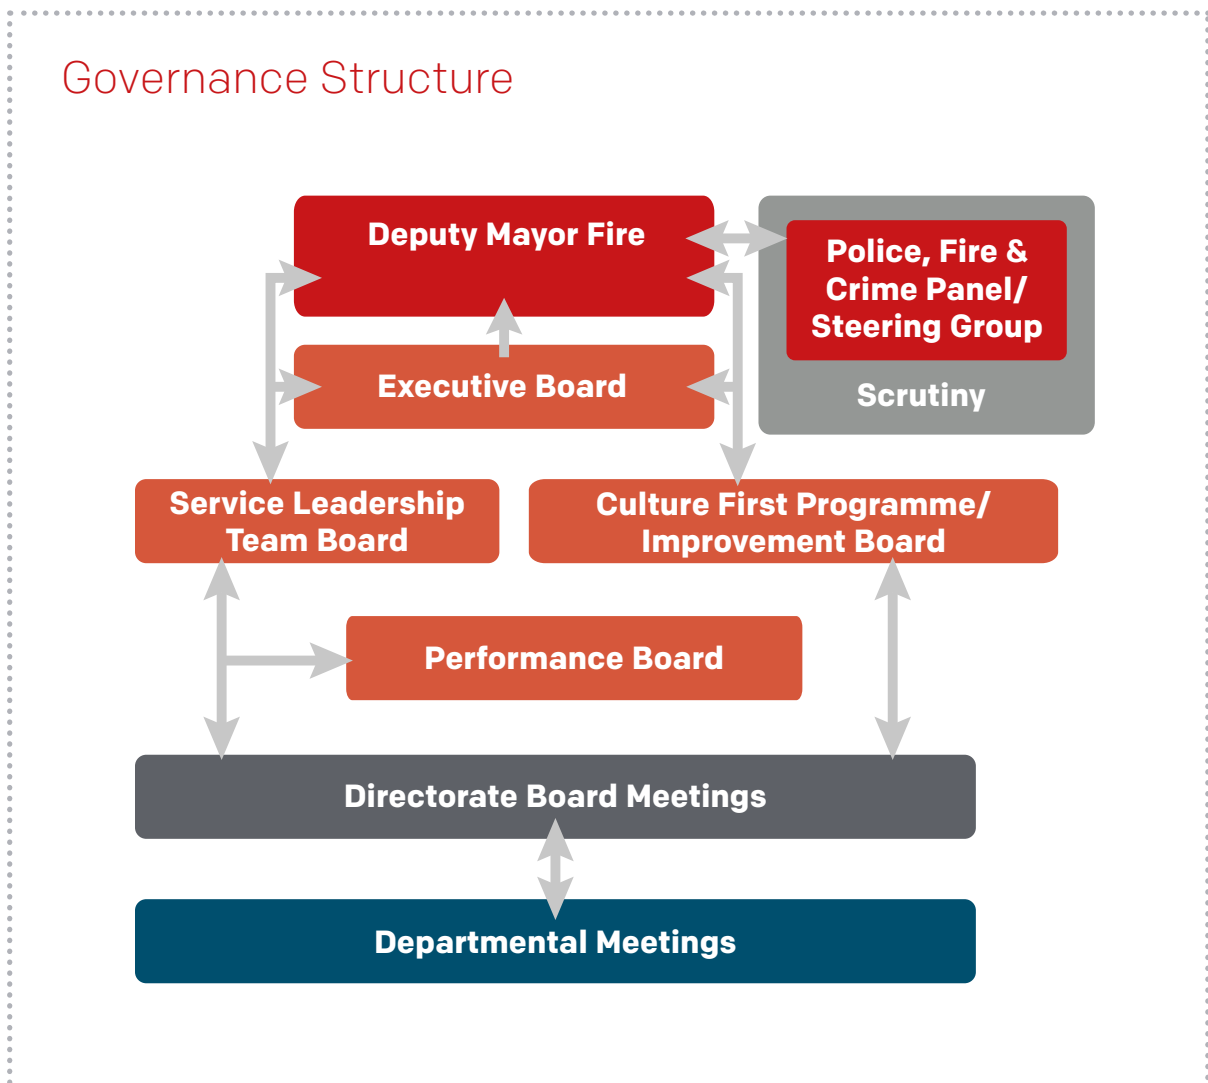 Governance Structure
Deputy Mayor Fire
Police, Fire &
Crime Panel/
Steering Group
Executive Board
Scrutiny
Service Leadership
Team Board
Culture First Programme/
Improvement Board
Performance Board
Directorate Board Meetings
Departmental Meetings